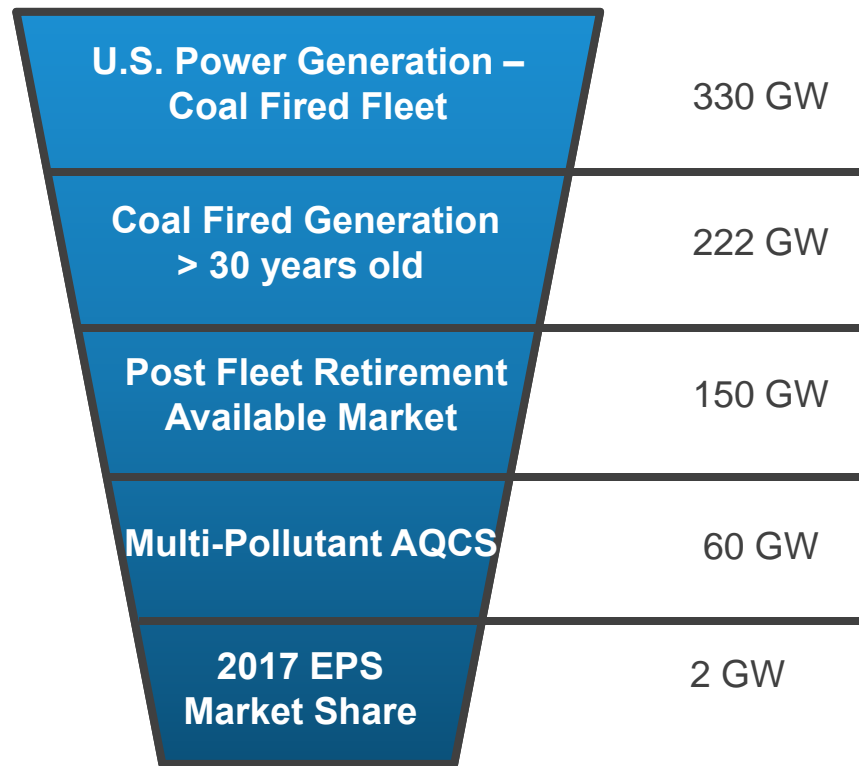 U.S. Power Generation –
Coal Fired Fleet
330 GW
Coal Fired Generation
> 30 years old
222 GW
Post Fleet Retirement
Available Market
150 GW
Multi-Pollutant AQCS
60 GW
2017 EPS
Market Share
2 GW